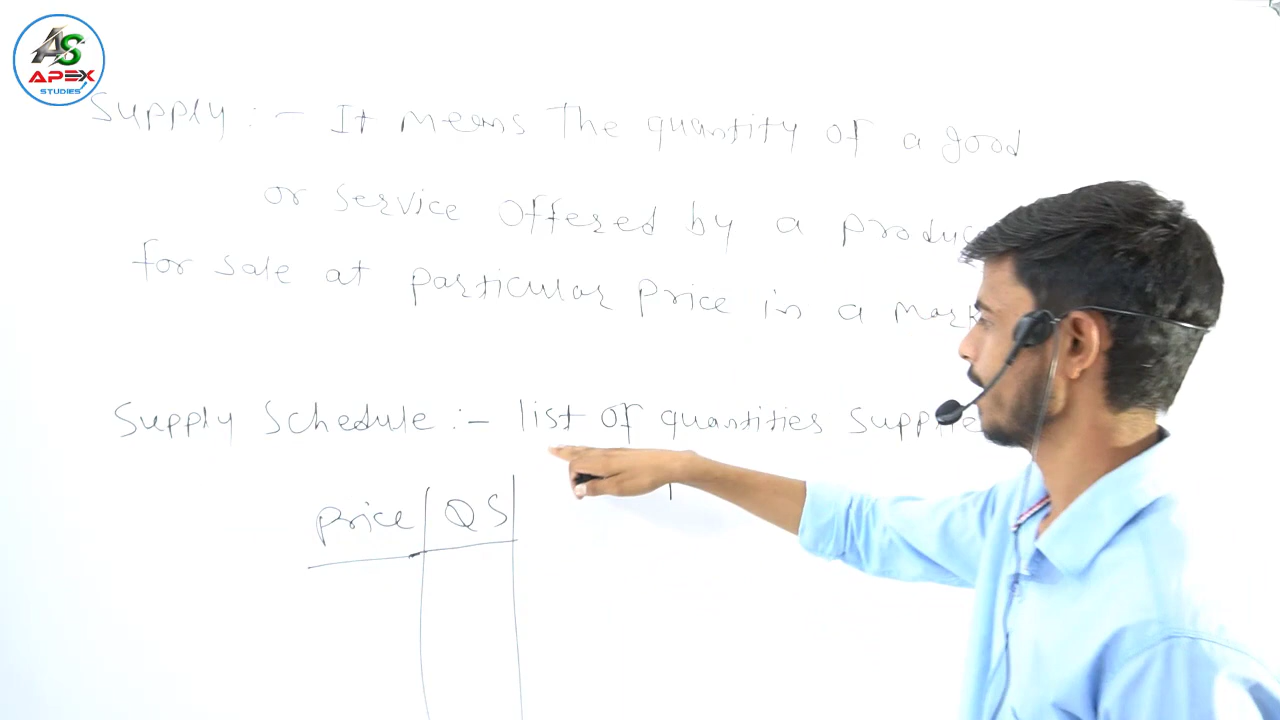 AS
APEX
STUDIES
Supply :- It means The quantity of a good
or service offered by a produc
for sale at particular price in a mark
Supply Schedule :- list of quantities supplie
price QS